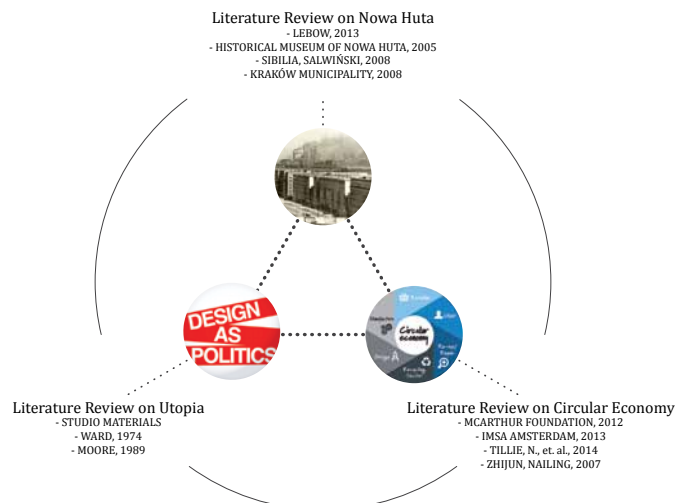 Literature Review on Nowa Huta
- LEBOW, 2013
- HISTORICAL MUSEUM OF NOWA HUTA, 2005
- SIBILIA, SALWIŃSKI, 2008
- KRAKÓW MUNICIPALITY, 2008
DESIGN
AS
POLITICS
Circular
economy
Design
Literature Review on Utopia
- STUDIO MATERIALS
- WARD, 1974
- MOORE, 1989
Literature Review on Circular Economy
- MCARTHUR FOUNDATION, 2012
- IMSA AMSTERDAM, 2013
- TILLIE, N., et. al., 2014
- ZHIJUN, NAILING, 2007